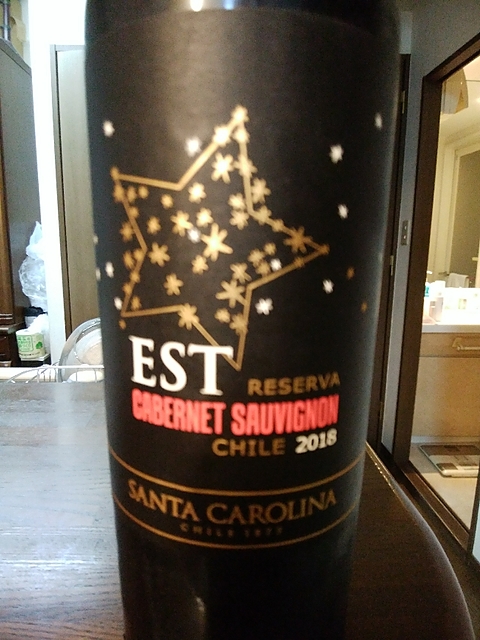 EST
RESERVA
CABERNET SAUVIGNON
CHILE 2018
SANTA CAROLINA
CHILE 1875